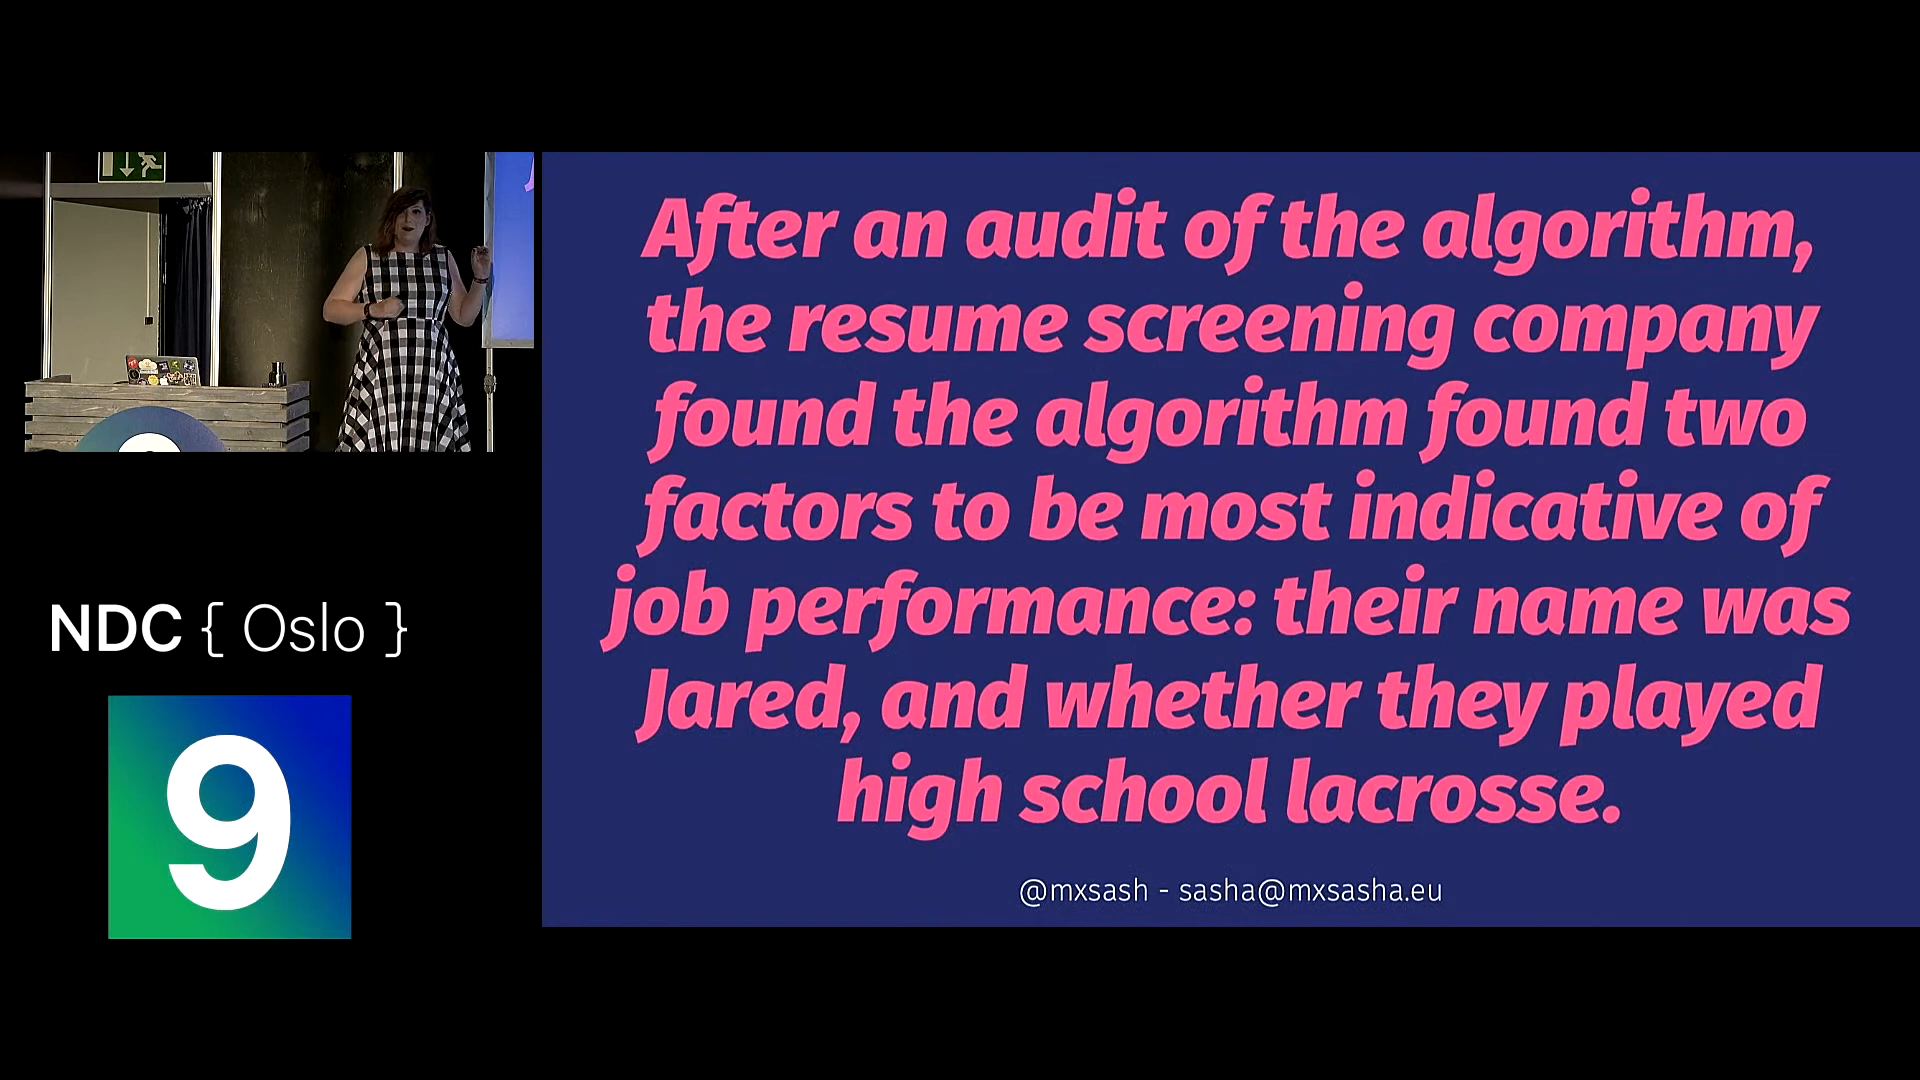 After an audit of the algorithm,
the resume screening company
found the algorithm found two
factors to be most indicative of
job performance: their name was
Jared, and whether they played
high school lacrosse.
@mxsash - sasha@mxsasha.eu
NDC { Oslo }
9